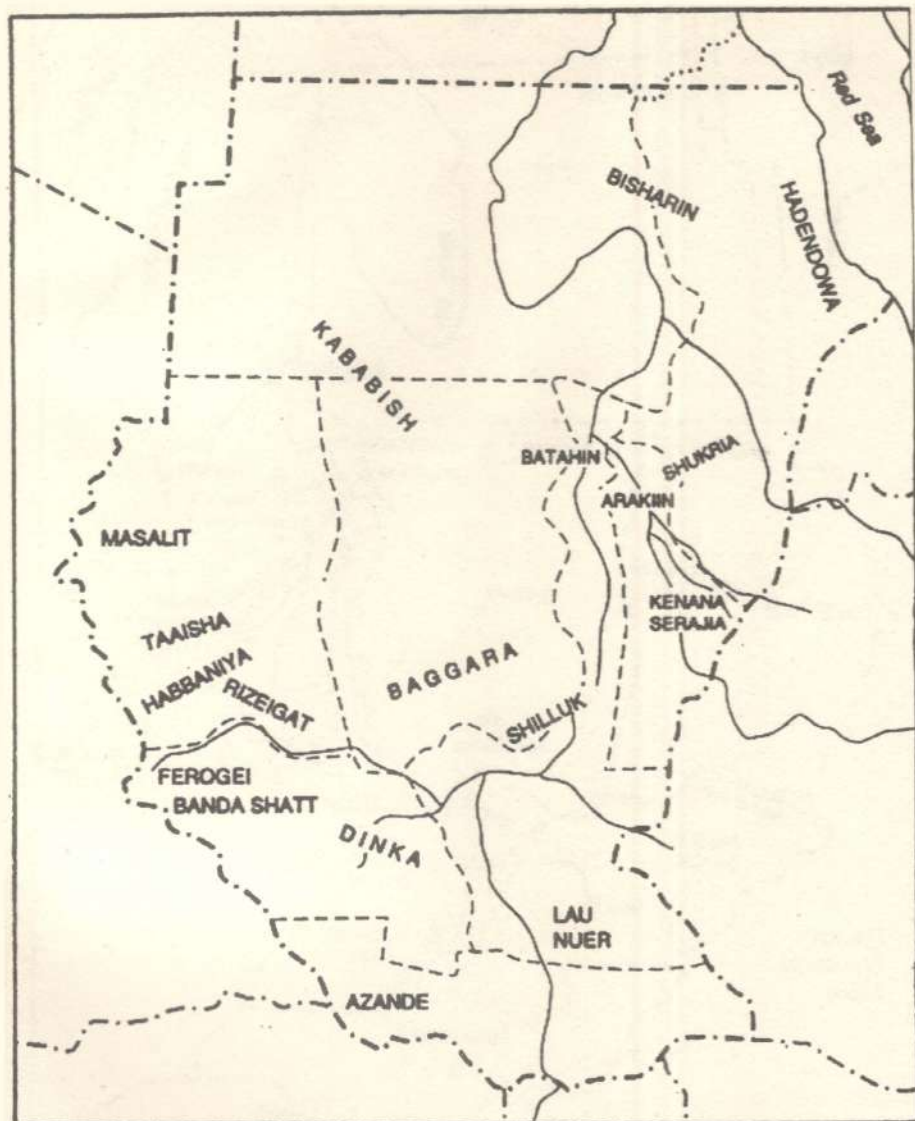 Red Sea
BISHARIN
HADENDOWA
KABABISH
BATAHIN
SHUKRIA
ARAKIIN
MASALIT
KENANA
SERAJIA
TAAISHA
HABBANIYA
RIZEIGAT
BAGGARA
SHILLUK
FEROGEI
BANDA SHATT
DINKA
LAU
NUER
AZANDE